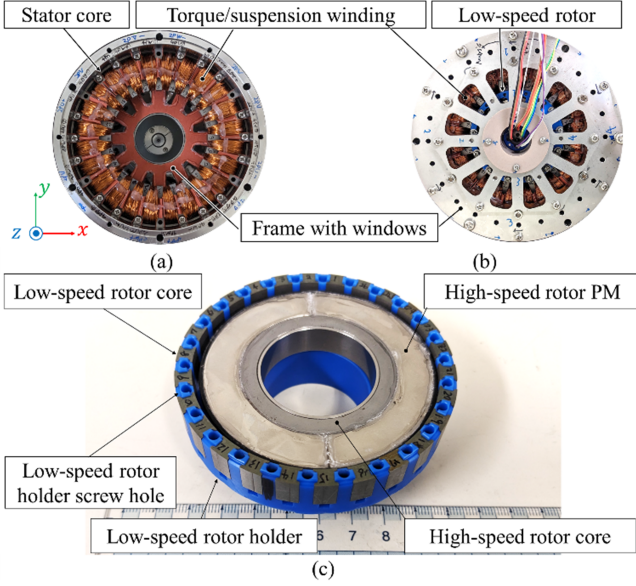 Stator core
Torque/suspension winding
Low-speed rotor
y
z
x
Frame with windows
(a)
(b)
Low-speed rotor core
High-speed rotor PM
Low-speed rotor
holder screw hole
Low-speed rotor holder
High-speed rotor core
6 7 8
(c)